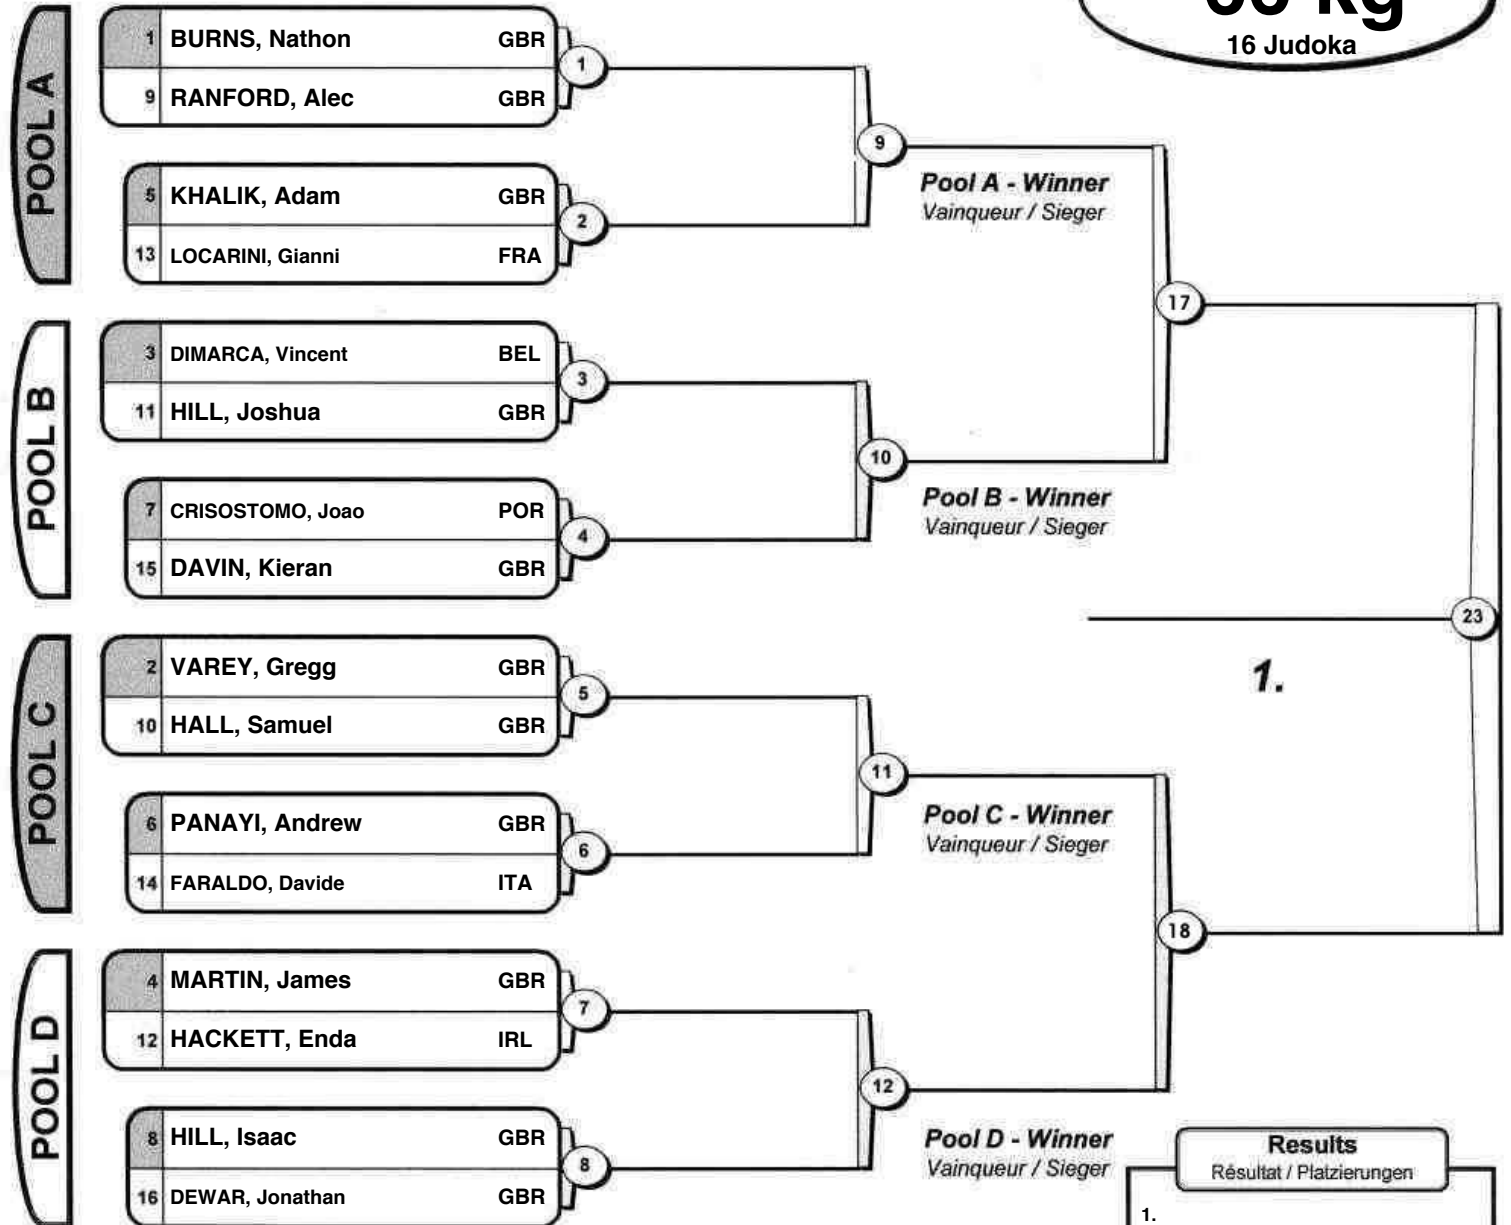 kg
16 Judoka
POOL A
1 BURNS, Nathon GBR
9 RANFORD, Alec GBR
1
5 KHALIK, Adam GBR
13 LOCARINI, Gianni FRA
2
9
Pool A - Winner
Vainqueur / Sieger
POOL B
3 DIMARCA, Vincent BEL
11 HILL, Joshua GBR
3
7 CRISOSTOMO, Joao POR
15 DAVIN, Kieran GBR
4
10
Pool B - Winner
Vainqueur / Sieger
17
POOL C
2 VAREY, Gregg GBR
10 HALL, Samuel GBR
5
6 PANAYI, Andrew GBR
14 FARALDO, Davide ITA
6
11
Pool C - Winner
Vainqueur / Sieger
POOL D
4 MARTIN, James GBR
12 HACKETT, Enda IRL
7
8 HILL, Isaac GBR
16 DEWAR, Jonathan GBR
8
12
Pool D - Winner
Vainqueur / Sieger
18
23
1.
Results
Résultat / Platzierungen
1.